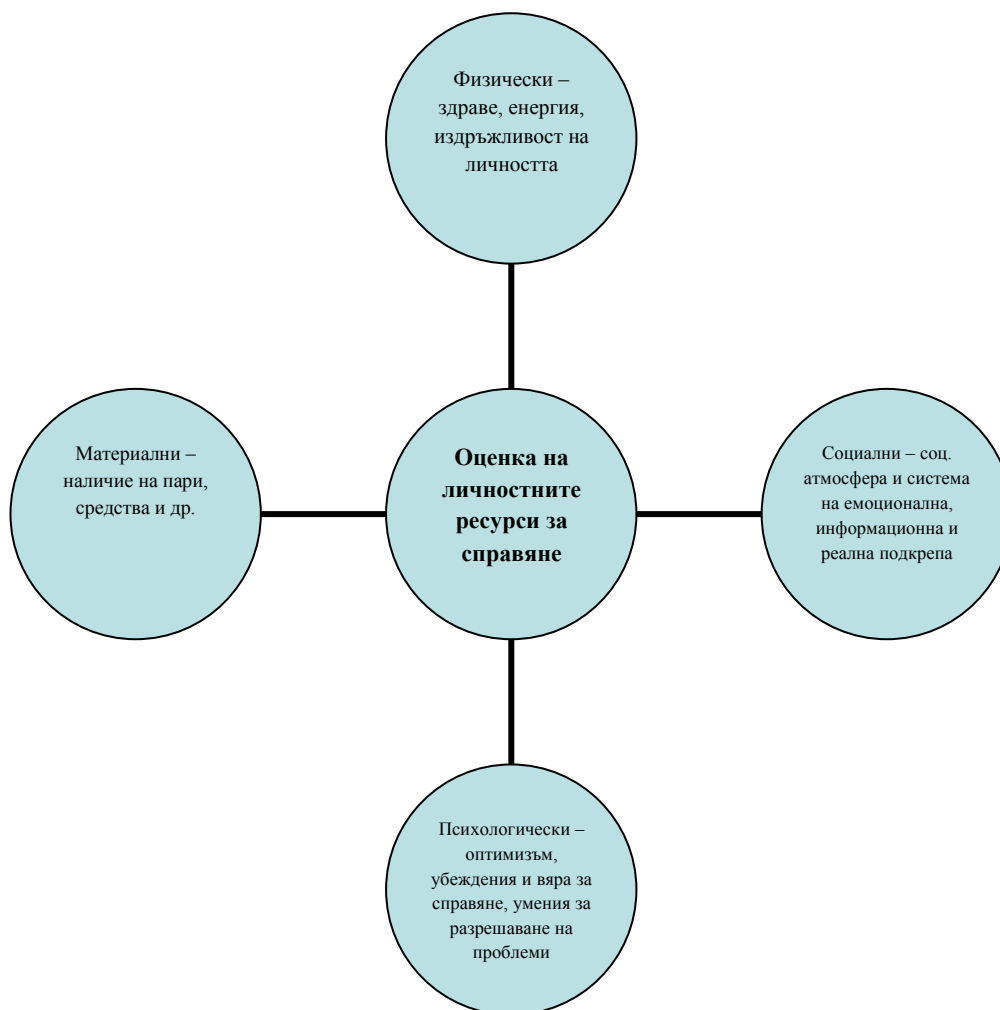 Физически –
здраве, енергия,
издръжливост на
личността
Материални –
наличие на пари,
средства и др.
Оценка на
личностните
ресурси за
справяне
Социални – соц.
атмосфера и система
на емоционална,
информационна и
реална подкрепа
Психологически –
оптимизъм,
убеждения и вяра за
справяне, умения за
разрешаване на
проблеми